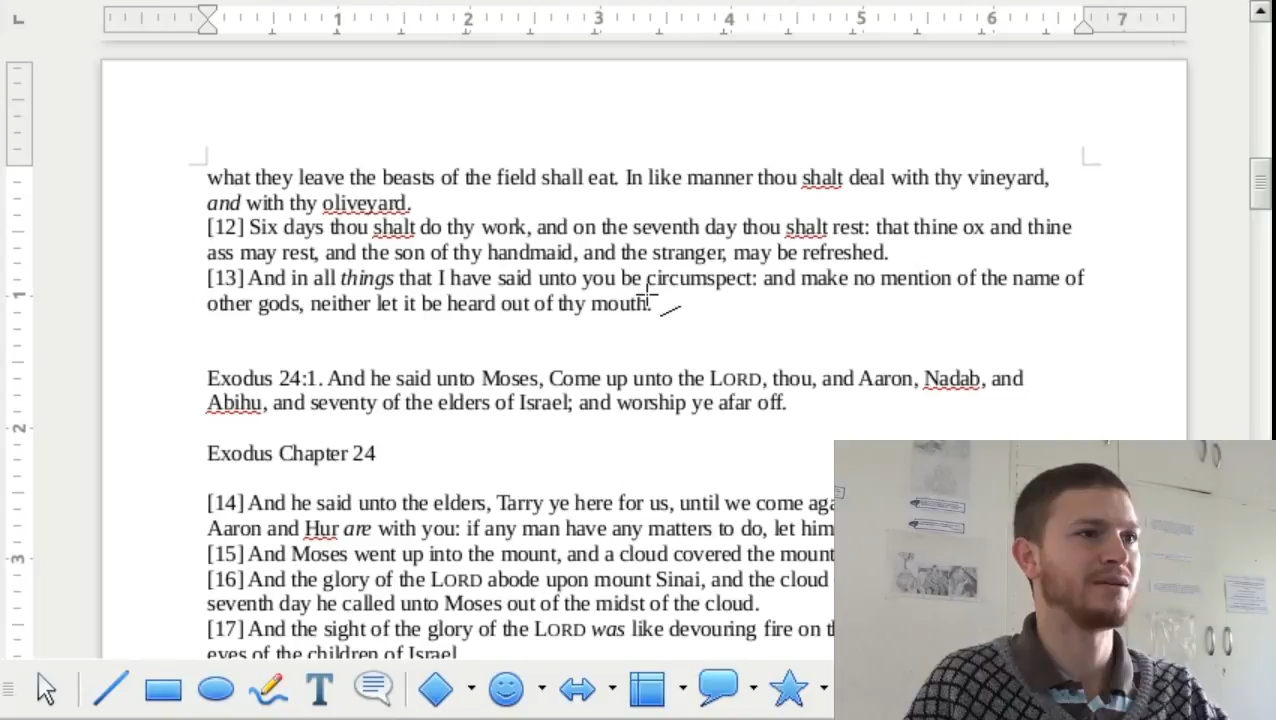 1 2 3 4 5 6 7
what they leave the beasts of the field shall eat. In like manner thou shalt deal with thy vineyard,
and with thy oliveyard.
[12] Six days thou shalt do thy work, and on the seventh day thou shalt rest: that thine ox and thine
ass may rest, and the son of thy handmaid, and the stranger, may be refreshed.
[13] And in all things that I have said unto you be circumspect: and make no mention of the name of
other gods, neither let it be heard out of thy mouth.
Exodus 24:1. And he said unto Moses, Come up unto the LORD, thou, and Aaron, Nadab, and
Abihu, and seventy of the elders of Israel; and worship ye afar off.
Exodus Chapter 24
[14] And he said unto the elders, Tarry ye here for us, until we come aga
Aaron and Hur are with you: if any man have any matters to do, let him
[15] And Moses went up into the mount, and a cloud covered the mount
[16] And the glory of the LORD abode upon mount Sinai, and the cloud
seventh day he called unto Moses out of the midst of the cloud.
[17] And the sight of the glory of the LORD was like devouring fire on th
eyes of the children of Israel
1
2
3
T